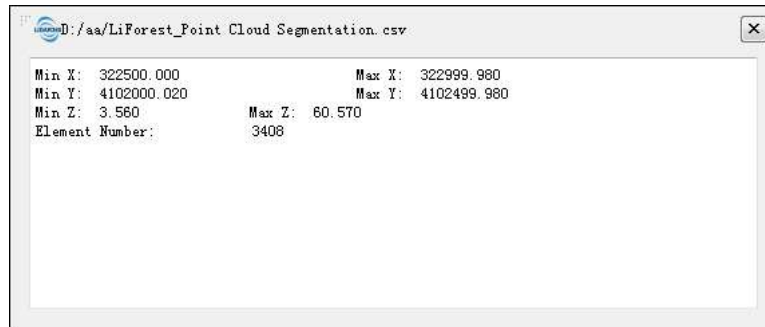 D:/aa/LiForest_Point Cloud Segmentation.csv
Min X: 322500.000 Max X: 322999.980
Min Y: 4102000.020 Max Y: 4102499.980
Min Z: 3.560 Max Z: 60.570
Element Number: 3408